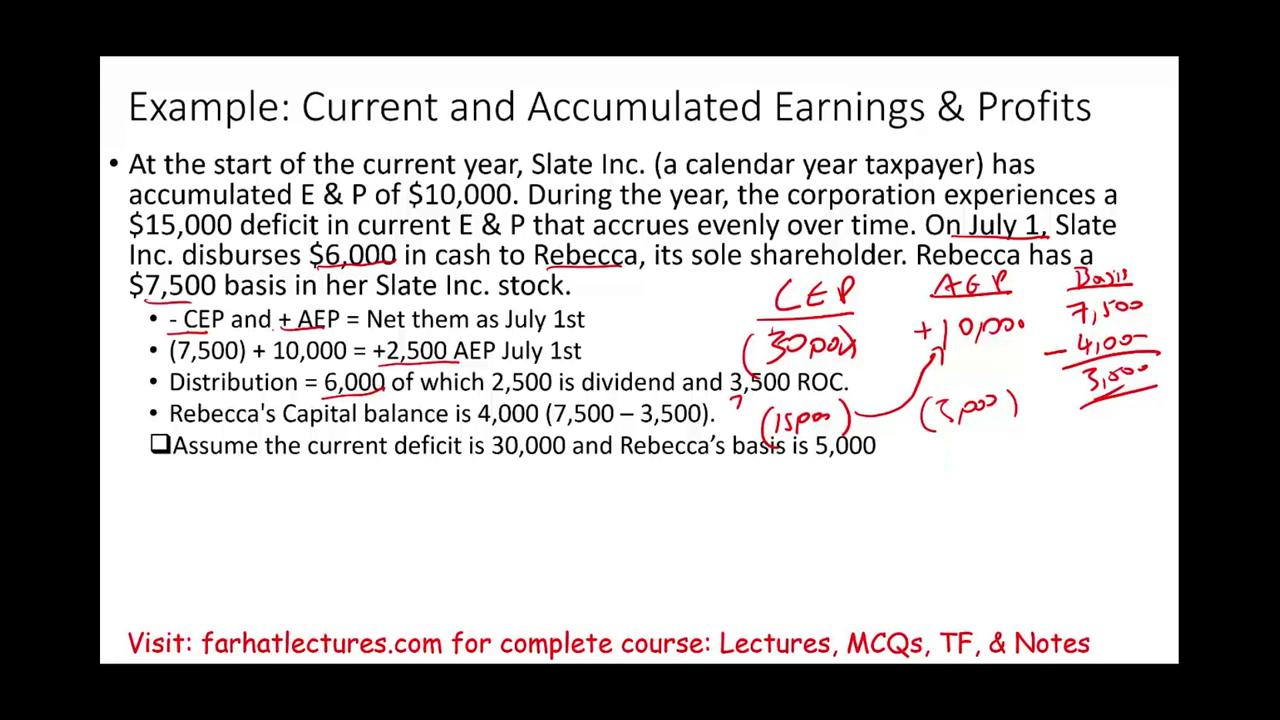 Example: Current and Accumulated Earnings & Profits
• At the start of the current year, Slate Inc. (a calendar year taxpayer) has
accumulated E & P of $10,000. During the year, the corporation experiences a
$15,000 deficit in current E & P that accrues evenly over time. On July 1, Slate
Inc. disburses $6,000 in cash to Rebecca, its sole shareholder. Rebecca has a
$7,500 basis in her Slate Inc. stock.
• - CEP and + AEP = Net them as July 1st
• (7,500) + 10,000 = +2,500 AEP July 1st
• Distribution = 6,000 of which 2,500 is dividend and 3,500 ROC.
• Rebecca's Capital balance is 4,000 (7,500 – 3,500).
❑Assume the current deficit is 30,000 and Rebecca’s basis is 5,000
CEP
(30,000)
(15,000)
AEP
+10,000
Basis
7,500
- 4,000
3,500
Visit: farhatlectures.com for complete course: Lectures, MCQs, TF, & Notes